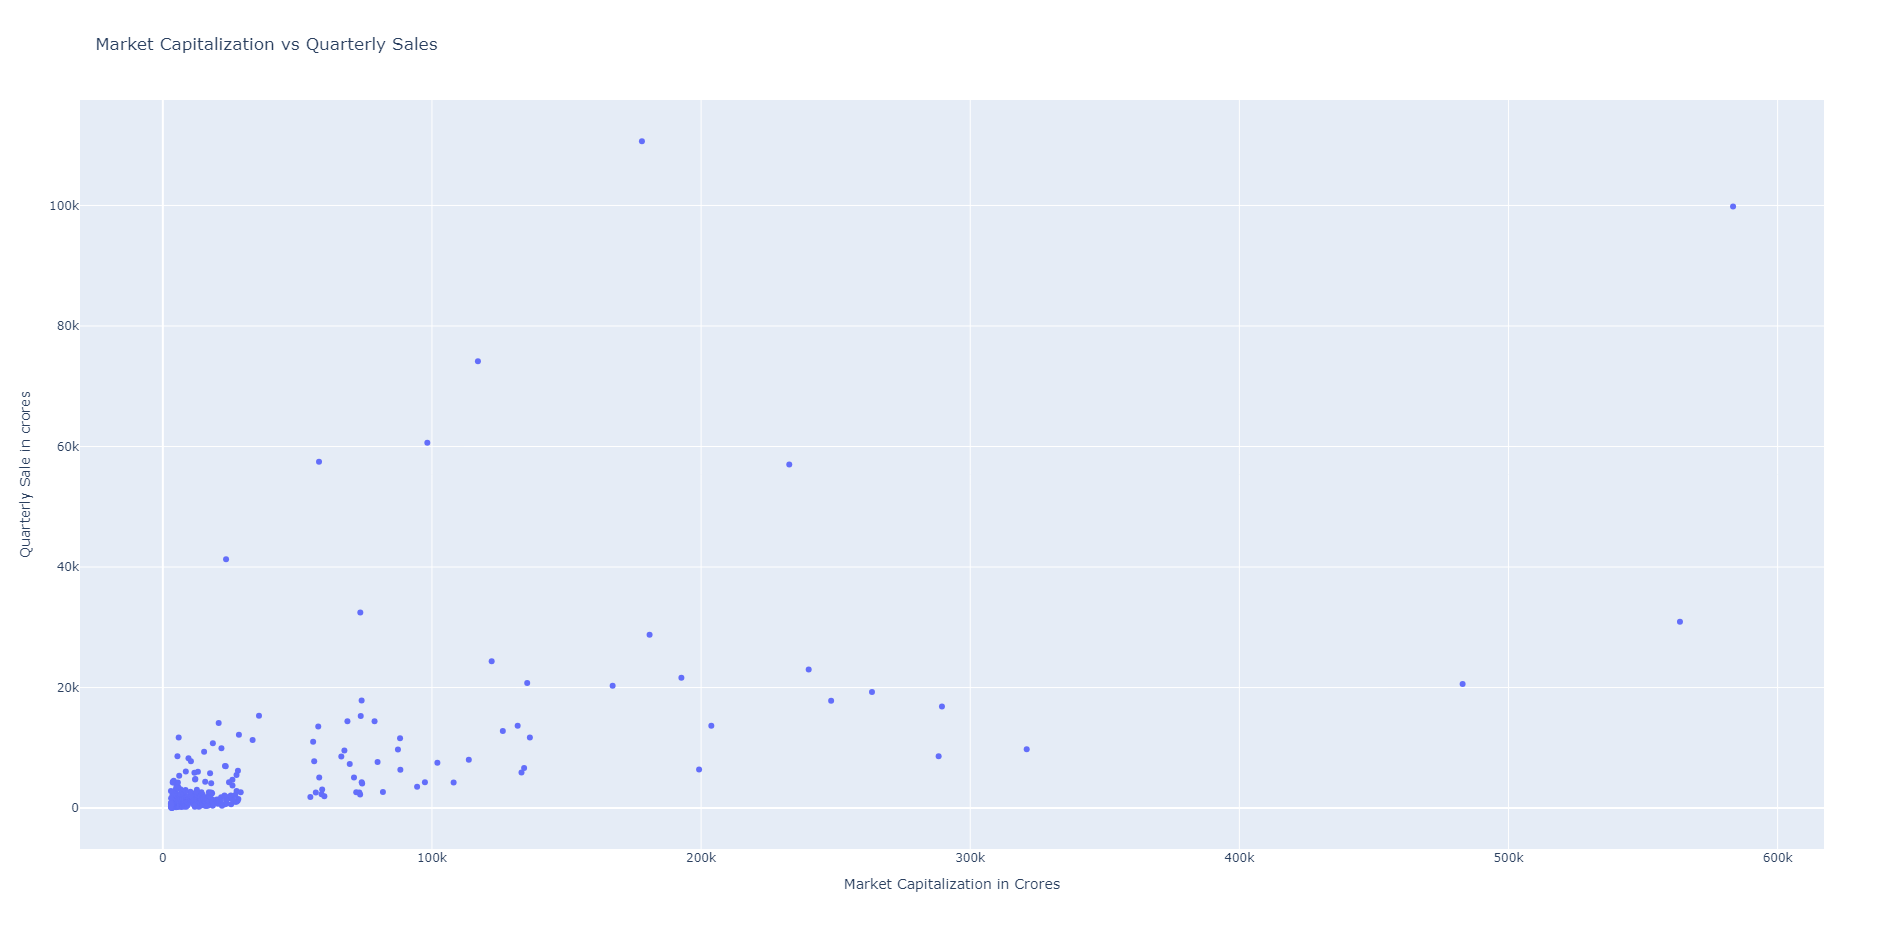 Market Capitalization vs Quarterly Sales
100k
80k
60k
40k
20k
0
Quarterly Sale in crores
0 100k 200k 300k 400k 500k 600k
Market Capitalization in Crores